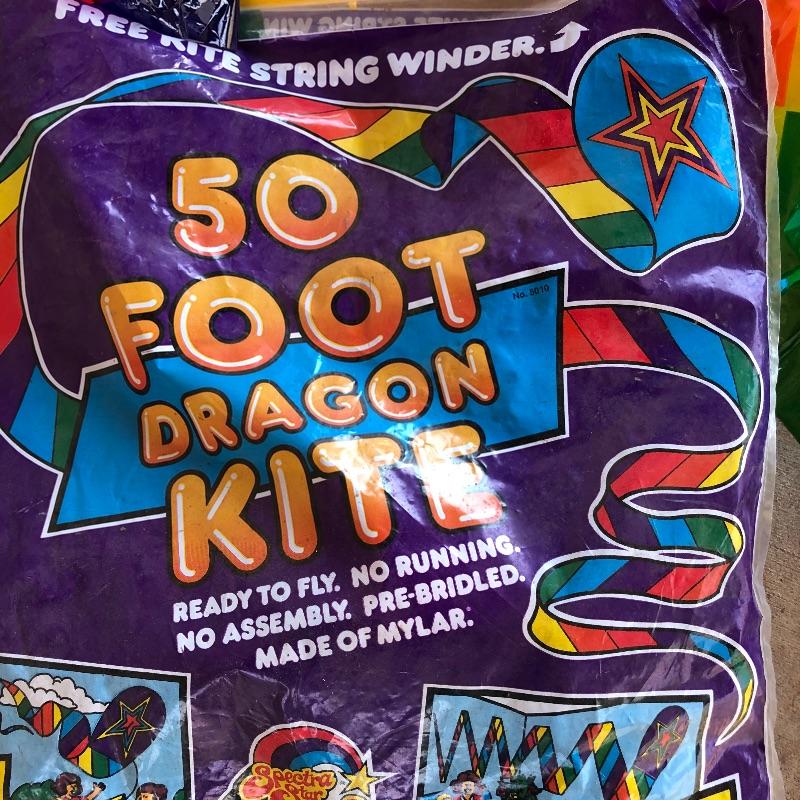 FREE KITE STRING WINDER.
50
FOOT
No. 5010
DRAGON
KITE
READY TO FLY. NO RUNNING.
NO ASSEMBLY. PRE-BRIDLED.
MADE OF MYLAR.
Spectra
Star